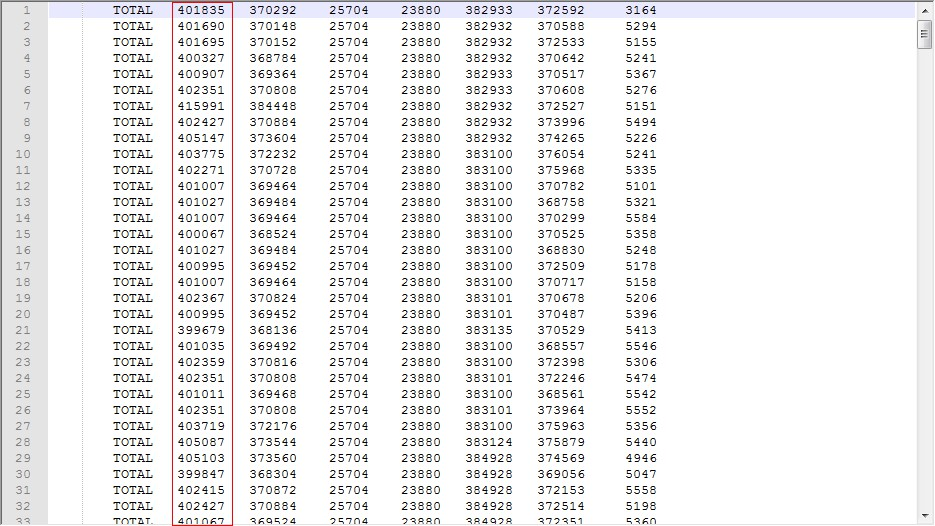 1 TOTAL 401835 370292 25704 23880 382933 372592 3164
2 TOTAL 401690 370148 25704 23880 382932 370588 5294
3 TOTAL 401695 370152 25704 23880 382932 372533 5155
4 TOTAL 400327 368784 25704 23880 382932 370642 5241
5 TOTAL 400907 369364 25704 23880 382933 370517 5367
6 TOTAL 402351 370808 25704 23880 382933 370608 5276
7 TOTAL 415991 384448 25704 23880 382932 372527 5151
8 TOTAL 402427 370884 25704 23880 382932 373996 5494
9 TOTAL 405147 373604 25704 23880 382932 374265 5226
10 TOTAL 403775 372232 25704 23880 383100 376054 5241
11 TOTAL 402271 370728 25704 23880 383100 375968 5335
12 TOTAL 401007 369464 25704 23880 383100 370782 5101
13 TOTAL 401027 369484 25704 23880 383100 368758 5321
14 TOTAL 401007 369464 25704 23880 383100 370299 5584
15 TOTAL 400067 368524 25704 23880 383100 370525 5358
16 TOTAL 401027 369484 25704 23880 383100 368830 5248
17 TOTAL 400995 369452 25704 23880 383100 372509 5178
18 TOTAL 401007 369464 25704 23880 383100 370717 5158
19 TOTAL 402367 370824 25704 23880 383101 370678 5206
20 TOTAL 400995 369452 25704 23880 383101 370487 5396
21 TOTAL 399679 368136 25704 23880 383135 370529 5413
22 TOTAL 401035 369492 25704 23880 383100 368557 5546
23 TOTAL 402359 370816 25704 23880 383101 372398 5306
24 TOTAL 402351 370808 25704 23880 383101 372246 5474
25 TOTAL 401011 369468 25704 23880 383100 368561 5542
26 TOTAL 402351 370808 25704 23880 383101 373964 5552
27 TOTAL 403719 372176 25704 23880 383100 375963 5356
28 TOTAL 405087 373544 25704 23880 383124 375879 5440
29 TOTAL 405103 373560 25704 23880 384928 374569 4946
30 TOTAL 399847 368304 25704 23880 384928 369056 5047
31 TOTAL 402415 370872 25704 23880 384928 372153 5558
32 TOTAL 402427 370884 25704 23880 384928 372514 5198
33 TOTAL 401067 369524 25704 23880 384928 372351 5360